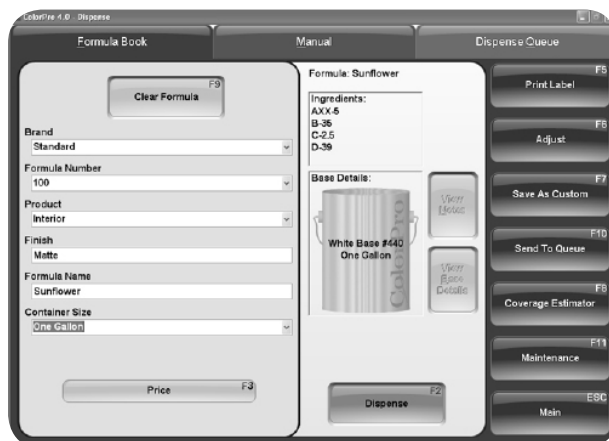 ColorPro 4.0 - Dispense
Formula Book
Manual
Dispense Queue
F9
Clear Formula
Brand
Standard
Formula Number
100
Product
Interior
Finish
Matte
Formula Name
Sunflower
Container Size
One Gallon
Price
F3
Formula: Sunflower
Ingredients:
AXX-5
B-35
C-2.5
D-39
Base Details:
White Base #440
One Gallon
ColorPro
View
Notes
View
Base
Details
F2
Dispense
F5
Print Label
F6
Adjust
F7
Save As Custom
F10
Send To Queue
F8
Coverage Estimator
F11
Maintenance
ESC
Main